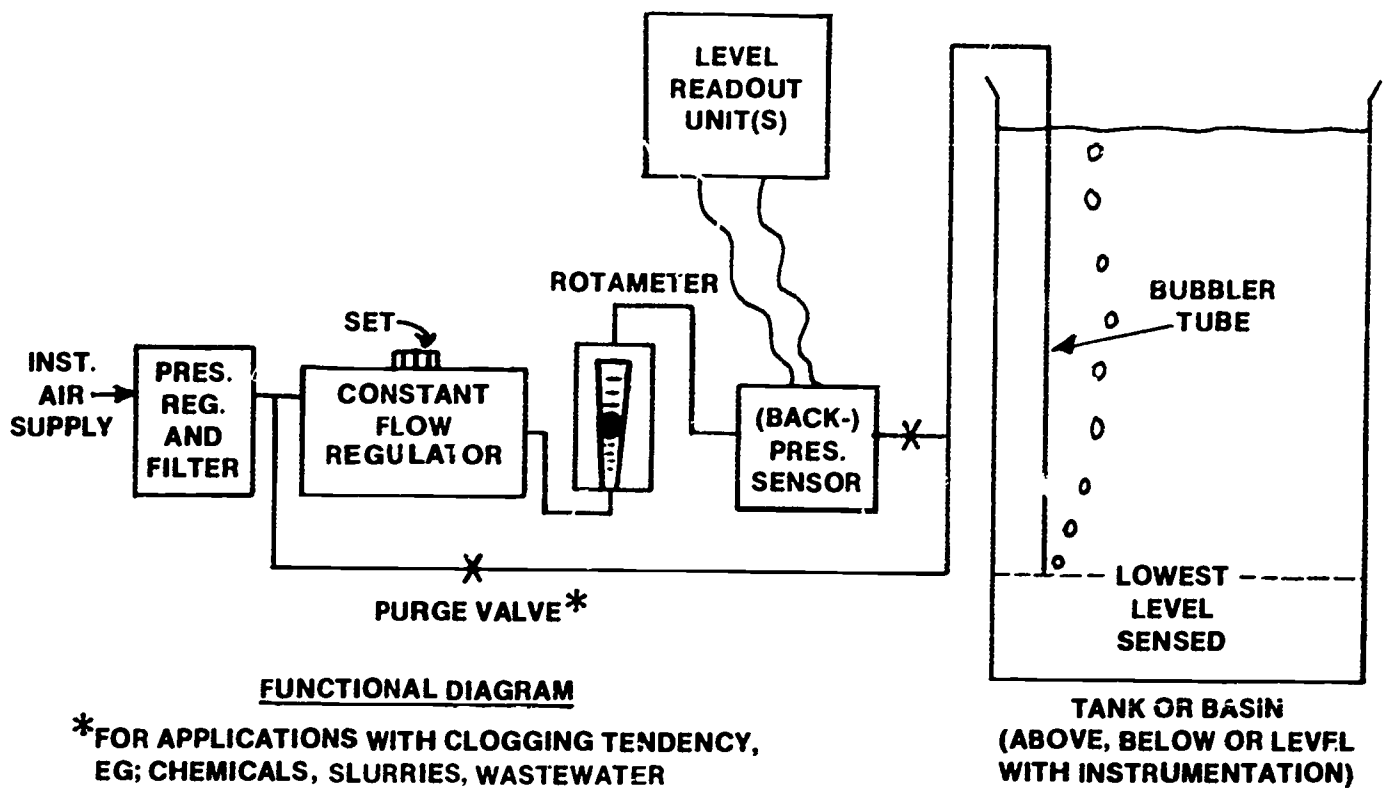 LEVEL
READOUT
UNIT(S)
ROTAMETER
SET
INST.
AIR
SUPPLY
PRES.
REG.
AND
FILTER
CONSTANT
FLOW
REGULATOR
(BACK-)
PRES.
SENSOR
BUBBLER
TUBE
PURGE VALVE*
LOWEST
LEVEL
SENSED
FUNCTIONAL DIAGRAM
*FOR APPLICATIONS WITH CLOGGING TENDENCY,
EG; CHEMICALS, SLURRIES, WASTEWATER
TANK OR BASIN
(ABOVE, BELOW OR LEVEL
WITH INSTRUMENTATION)